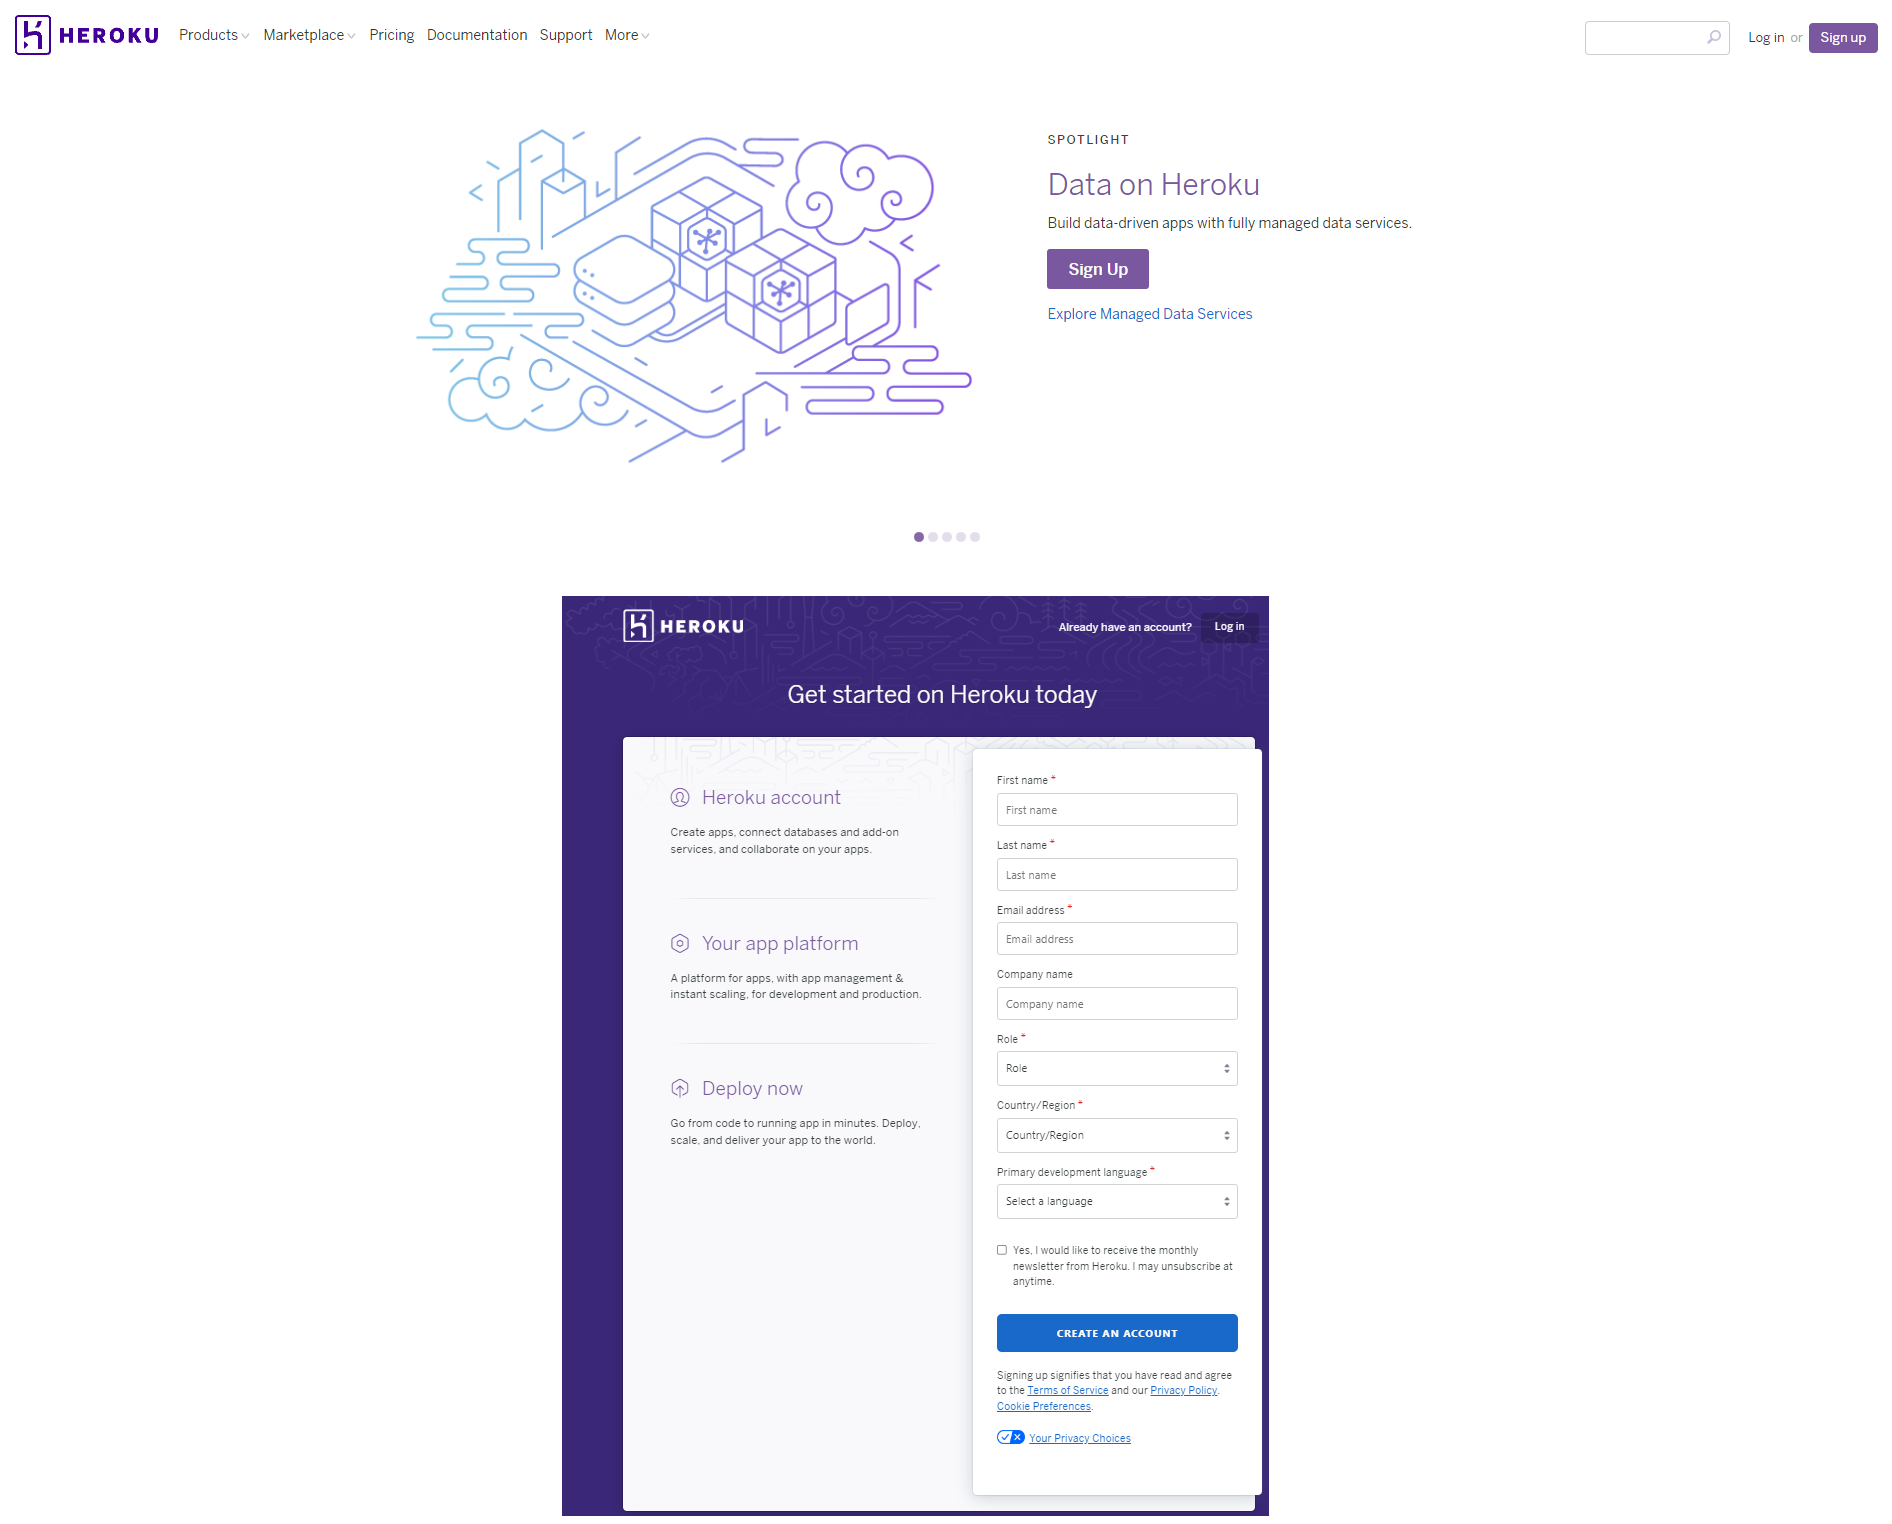 HEROKU Products Marketplace Pricing Documentation Support More Log in or Sign up
SPOTLIGHT
Data on Heroku
Build data-driven apps with fully managed data services.
Sign Up
Explore Managed Data Services
HEROKU Already have an account? Log in
Get started on Heroku today
Heroku account
Create apps, connect databases and add-on
services, and collaborate on your apps.
Your app platform
A platform for apps, with app management &
instant scaling, for development and production.
Deploy now
Go from code to running app in minutes. Deploy,
scale, and deliver your app to the world.
First name *
First name
Last name *
Last name
Email address *
Email address
Company name
Company name
Role *
Role
Country/Region *
Country/Region
Primary development language *
Select a language
Yes, I would like to receive the monthly
newsletter from Heroku. I may unsubscribe at
anytime.
CREATE AN ACCOUNT
Signing up signifies that you have read and agree
to the Terms of Service and our Privacy Policy.
Cookie Preferences.
Your Privacy Choices